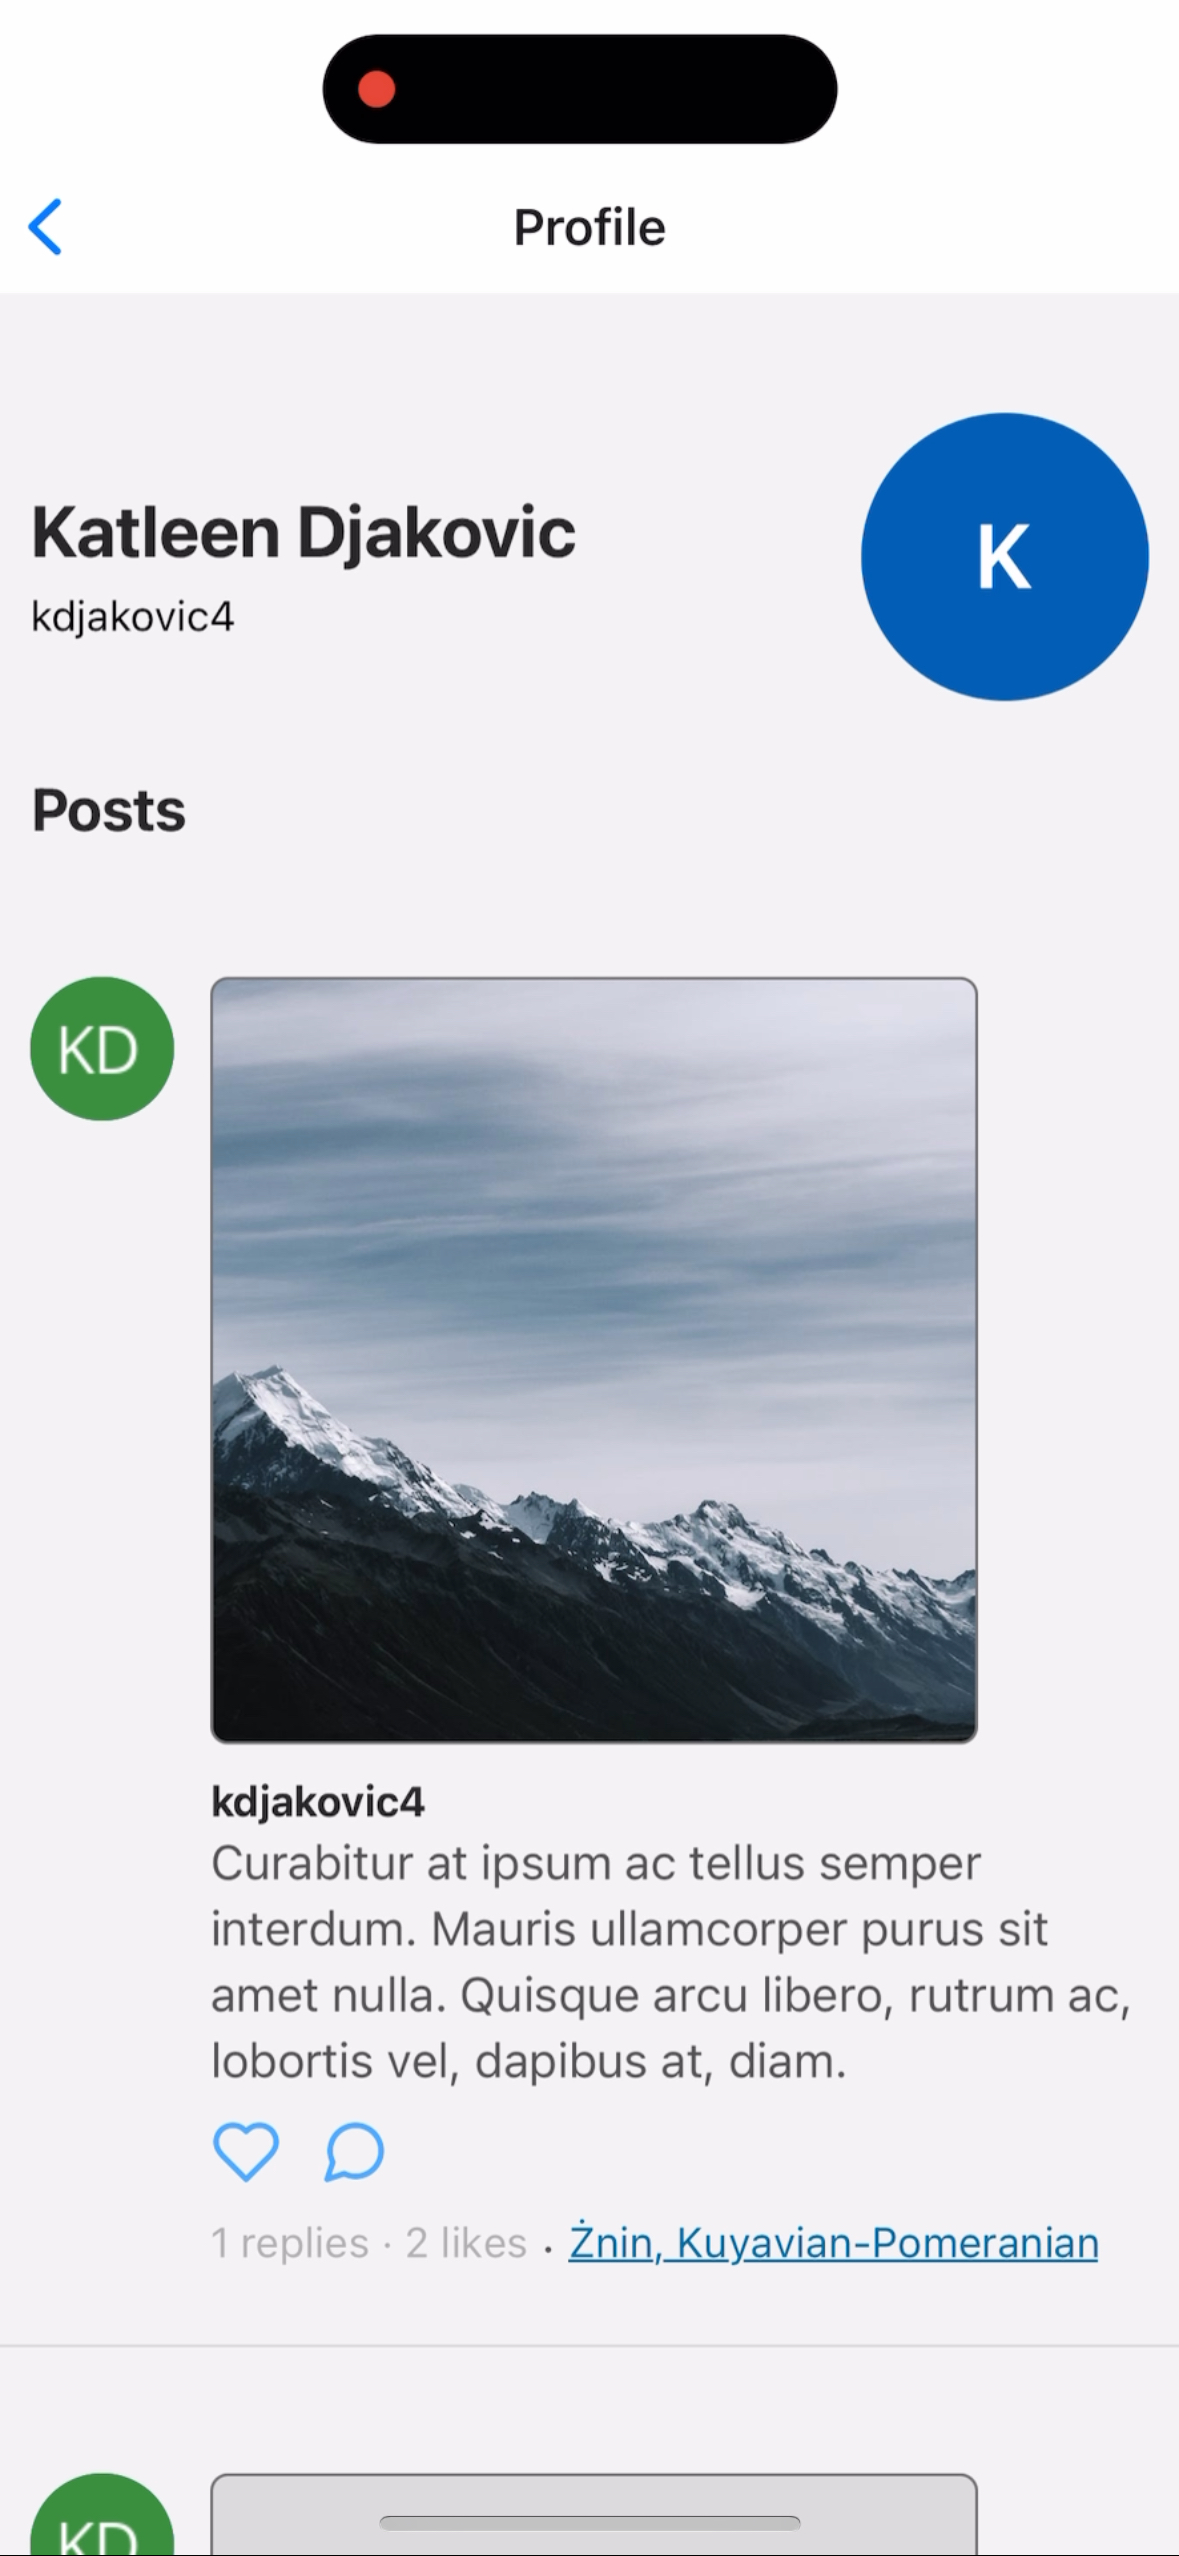 Profile
Katleen Djakovic
kdjakovic4
K
Posts
KD
kdjakovic4
Curabitur at ipsum ac tellus semper
interdum. Mauris ullamcorper purus sit
amet nulla. Quisque arcu libero, rutrum ac,
lobortis vel, dapibus at, diam.
1 replies · 2 likes · Żnin, Kuyavian-Pomeranian
KD